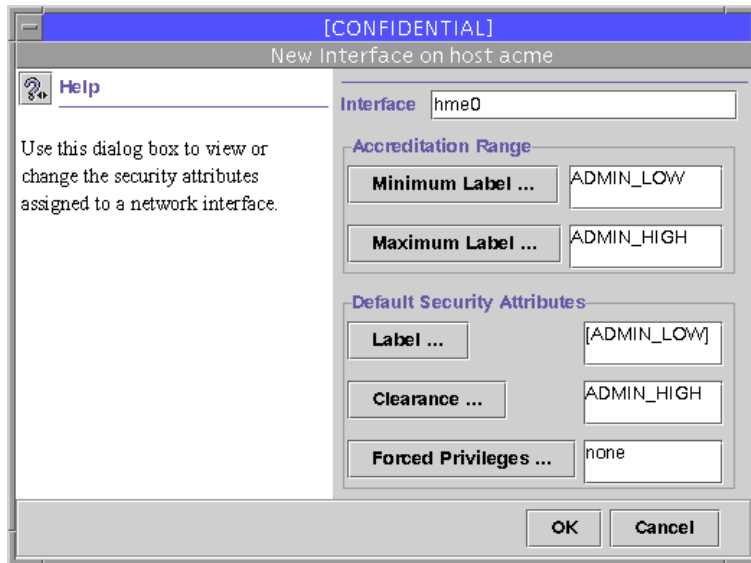 [CONFIDENTIAL]
New Interface on host acme
Help
Use this dialog box to view or
change the security attributes
assigned to a network interface.
Interface hme0
Accreditation Range
Minimum Label ... ADMIN_LOW
Maximum Label ... ADMIN_HIGH
Default Security Attributes
Label ... [ADMIN_LOW]
Clearance ... ADMIN_HIGH
Forced Privileges ... none
OK Cancel